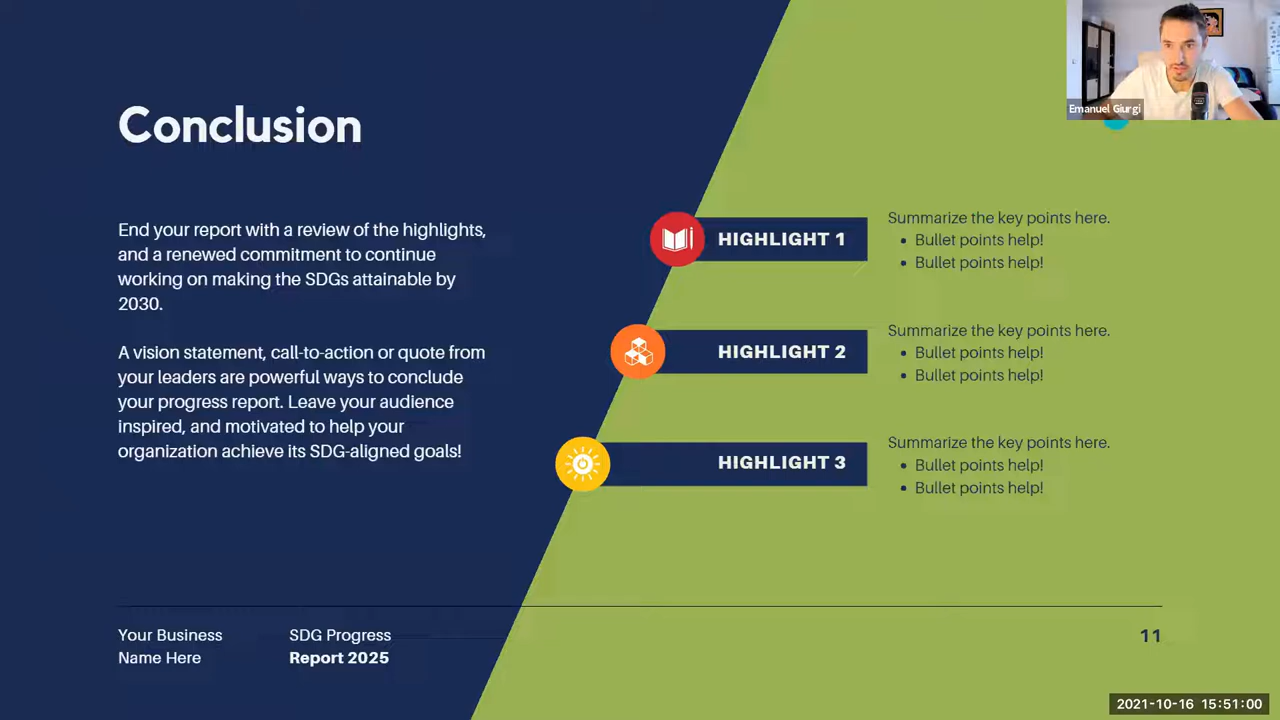 Emanuel Giurgi
Conclusion
End your report with a review of the highlights,
and a renewed commitment to continue
working on making the SDGs attainable by
2030.
A vision statement, call-to-action or quote from
your leaders are powerful ways to conclude
your progress report. Leave your audience
inspired, and motivated to help your
organization achieve its SDG-aligned goals!
HIGHLIGHT 1
Summarize the key points here.
• Bullet points help!
• Bullet points help!
HIGHLIGHT 2
Summarize the key points here.
• Bullet points help!
• Bullet points help!
HIGHLIGHT 3
Summarize the key points here.
• Bullet points help!
• Bullet points help!
Your Business
Name Here
SDG Progress
Report 2025
11
2021-10-16 15:51:00